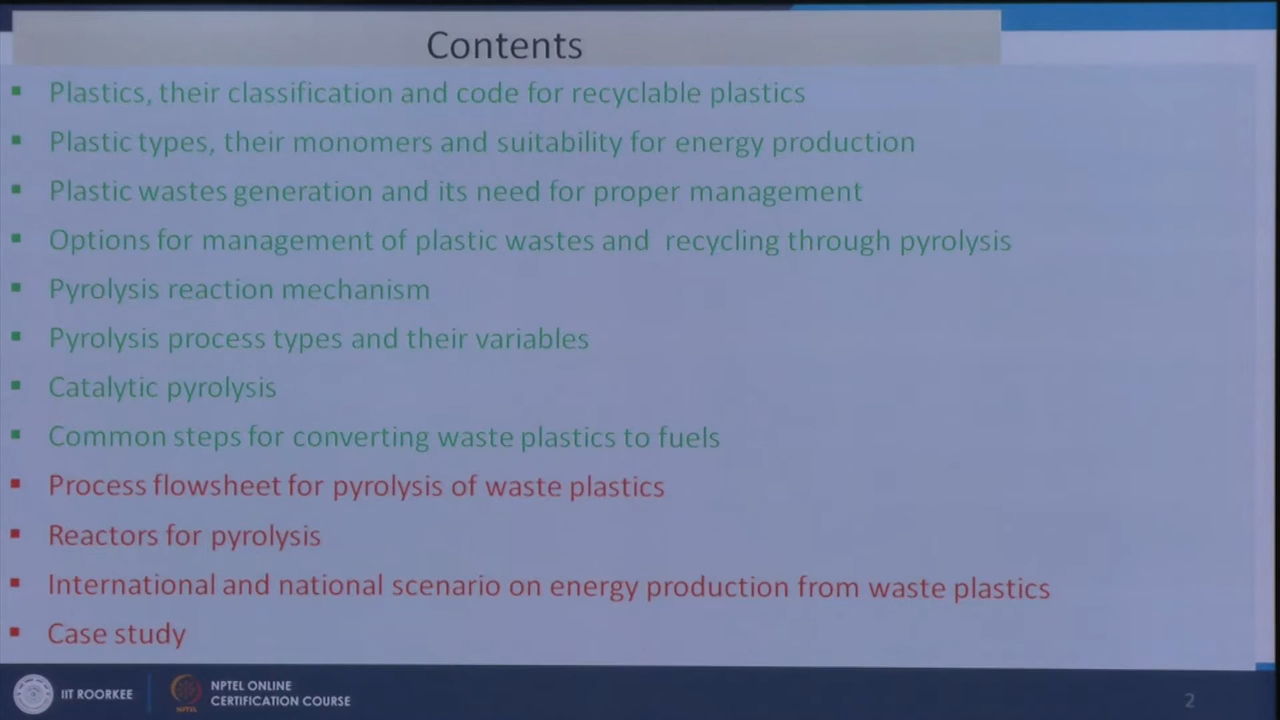 Contents
▪ Plastics, their classification and code for recyclable plastics
▪ Plastic types, their monomers and suitability for energy production
▪ Plastic wastes generation and its need for proper management
▪ Options for management of plastic wastes and  recycling through pyrolysis
▪ Pyrolysis reaction mechanism
▪ Pyrolysis process types and their variables
▪ Catalytic pyrolysis
▪ Common steps for converting waste plastics to fuels
▪ Process flowsheet for pyrolysis of waste plastics
▪ Reactors for pyrolysis
▪ International and national scenario on energy production from waste plastics
▪ Case study
IIT ROORKEE
NPTEL
NPTEL ONLINE
CERTIFICATION COURSE
2